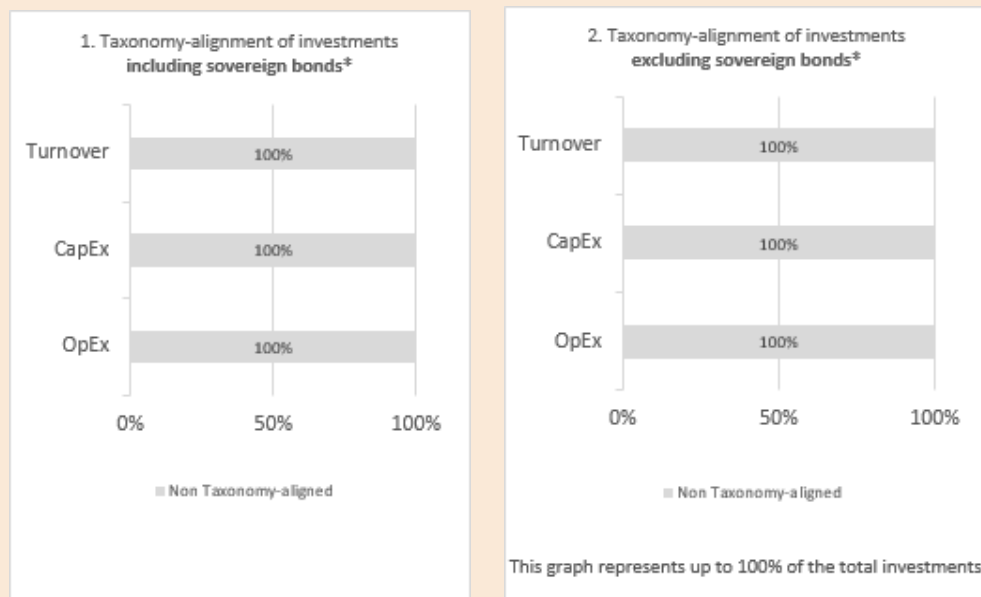 1. Taxonomy-alignment of investments
including sovereign bonds*
Turnover
100%
CapEx
100%
OpEx
100%
0%
50%
100%
Non Taxonomy-aligned
2. Taxonomy-alignment of investments
excluding sovereign bonds*
Turnover
100%
CapEx
100%
OpEx
100%
0%
50%
100%
Non Taxonomy-aligned
This graph represents up to 100% of the total investments